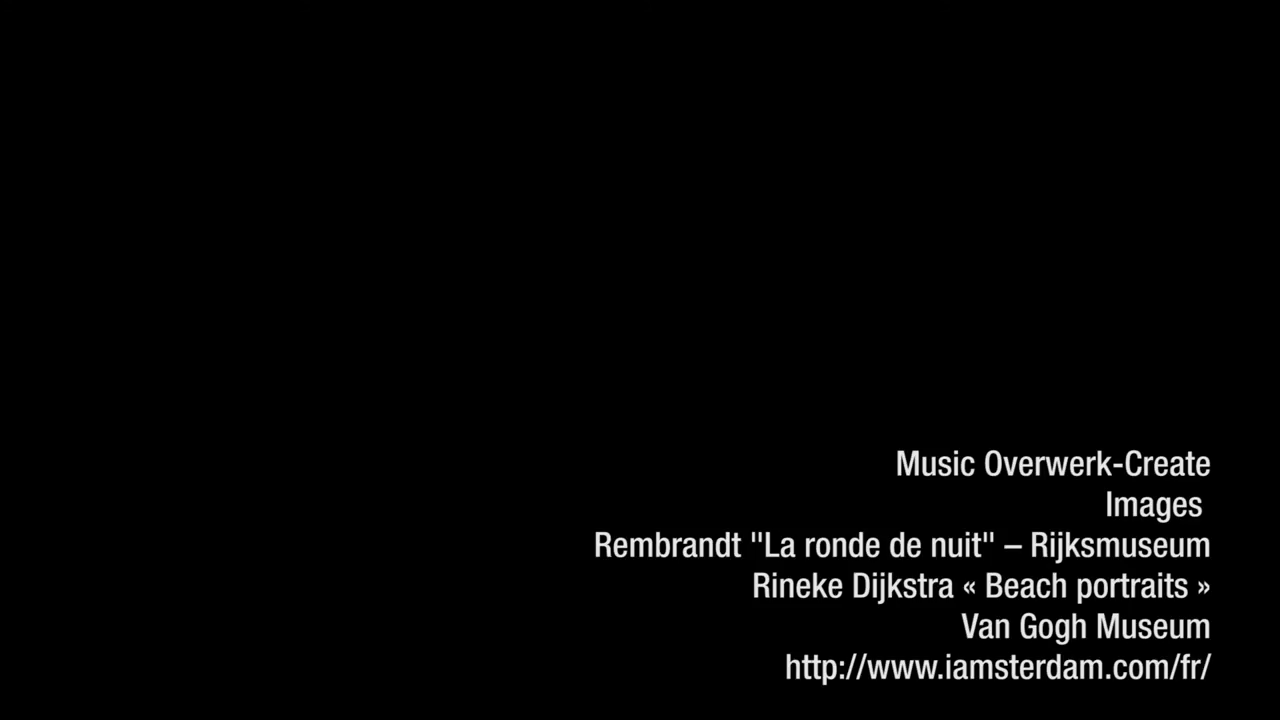 Music Overwerk-Create
Images
Rembrandt "La ronde de nuit" – Rijksmuseum
Rineke Dijkstra « Beach portraits »
Van Gogh Museum
http://www.iamsterdam.com/fr/